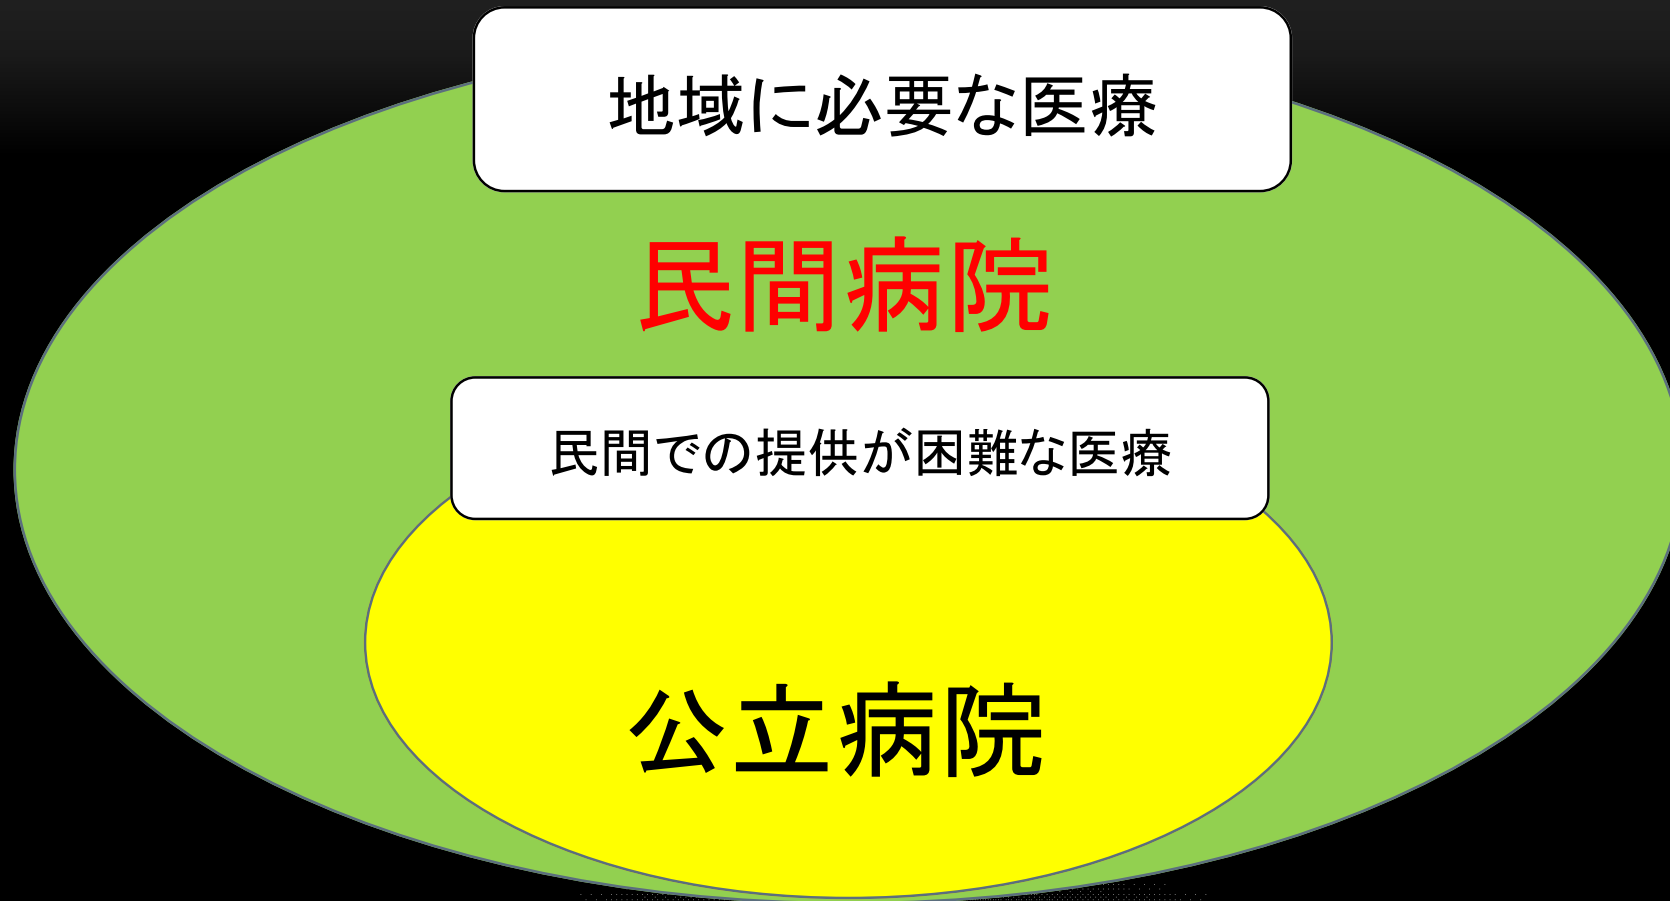 地域に必要な医療
民間病院
民間での提供が困難な医療
公立病院